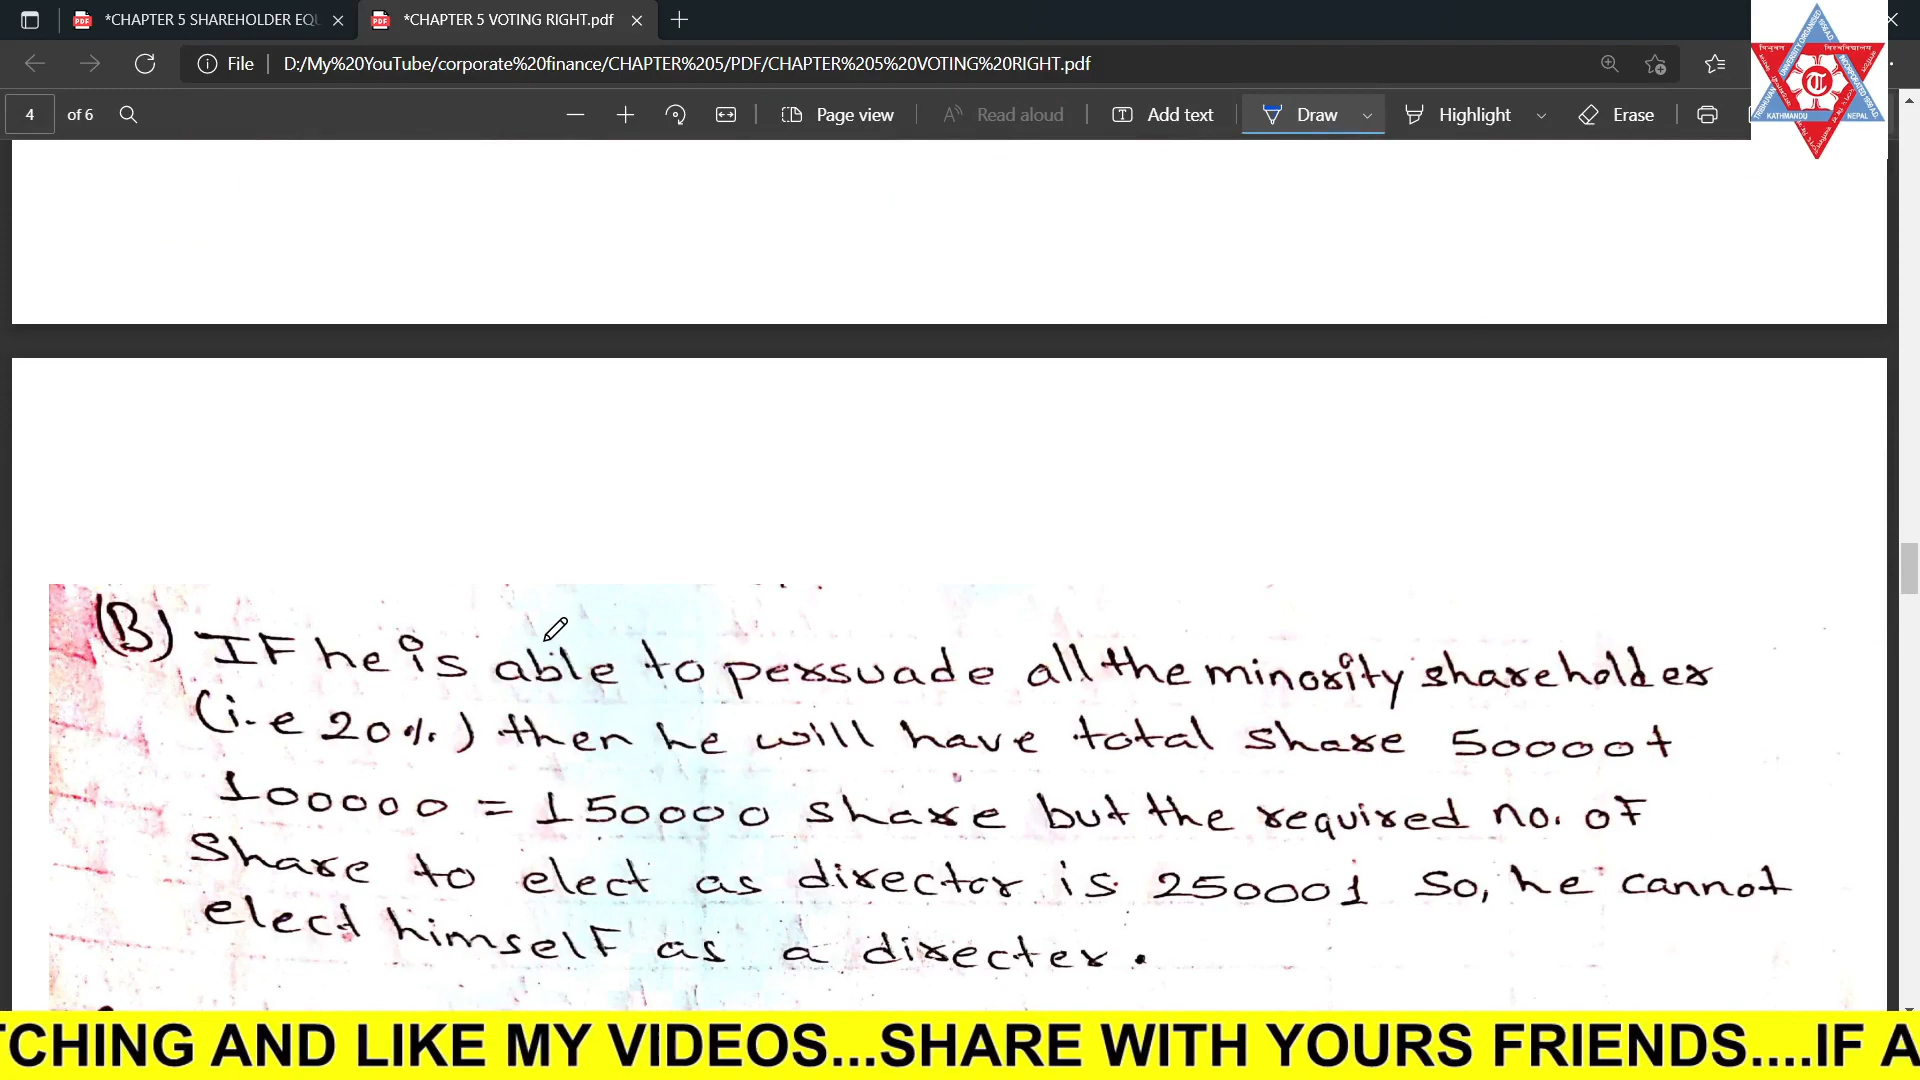 *CHAPTER 5 SHAREHOLDER EQU
*CHAPTER 5 VOTING RIGHT.pdf
File
D:/My%20YouTube/corporate%20finance/CHAPTER%205/PDF/CHAPTER%205%20VOTING%20RIGHT.pdf
4 of 6
Page view
Read aloud
Add text
Draw
Highlight
Erase
KATHMANDU NEPAL
(B) IF he is able to persuade all the minority shareholder
(i.e 20%) then he will have total share 50000+
100000 = 150000 share but the required no. of
share to elect as director is 250001 So, he cannot
elect himself as a directer.
TCHING AND LIKE MY VIDEOS...SHARE WITH YOURS FRIENDS....IF A